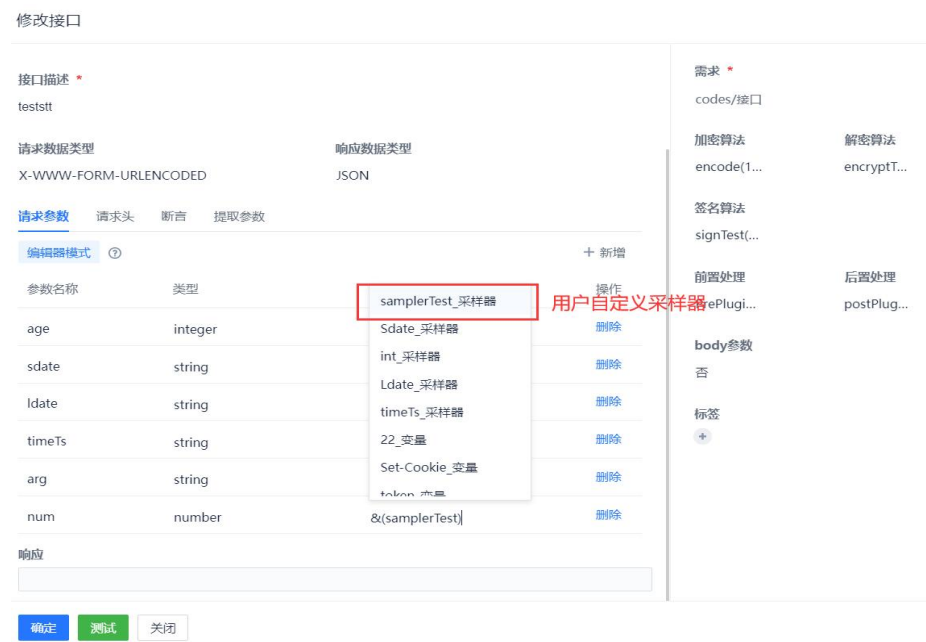 修改接口
接口描述 *
teststt
请求数据类型
响应数据类型
X-WWW-FORM-URLENCODED
JSON
请求参数 请求头 断言 提取参数
编辑器模式 ?
+ 新增
参数名称 类型 操作
age integer 删除
sdate string 删除
ldate string 删除
timeTs string 删除
arg string 删除
num number &(samplerTest) 删除
samplerTest_采样器
Sdate_采样器
int_采样器
Ldate_采样器
timeTs_采样器
22_变量
Set-Cookie_变量
token_变量
用户自定义采样器
响应
确定 测试 关闭
需求 *
codes/接口
加密算法 解密算法
encode(1... encryptT...
签名算法
signTest(...
前置处理 后置处理
prePlugi... postPlug...
body参数
否
标签
+